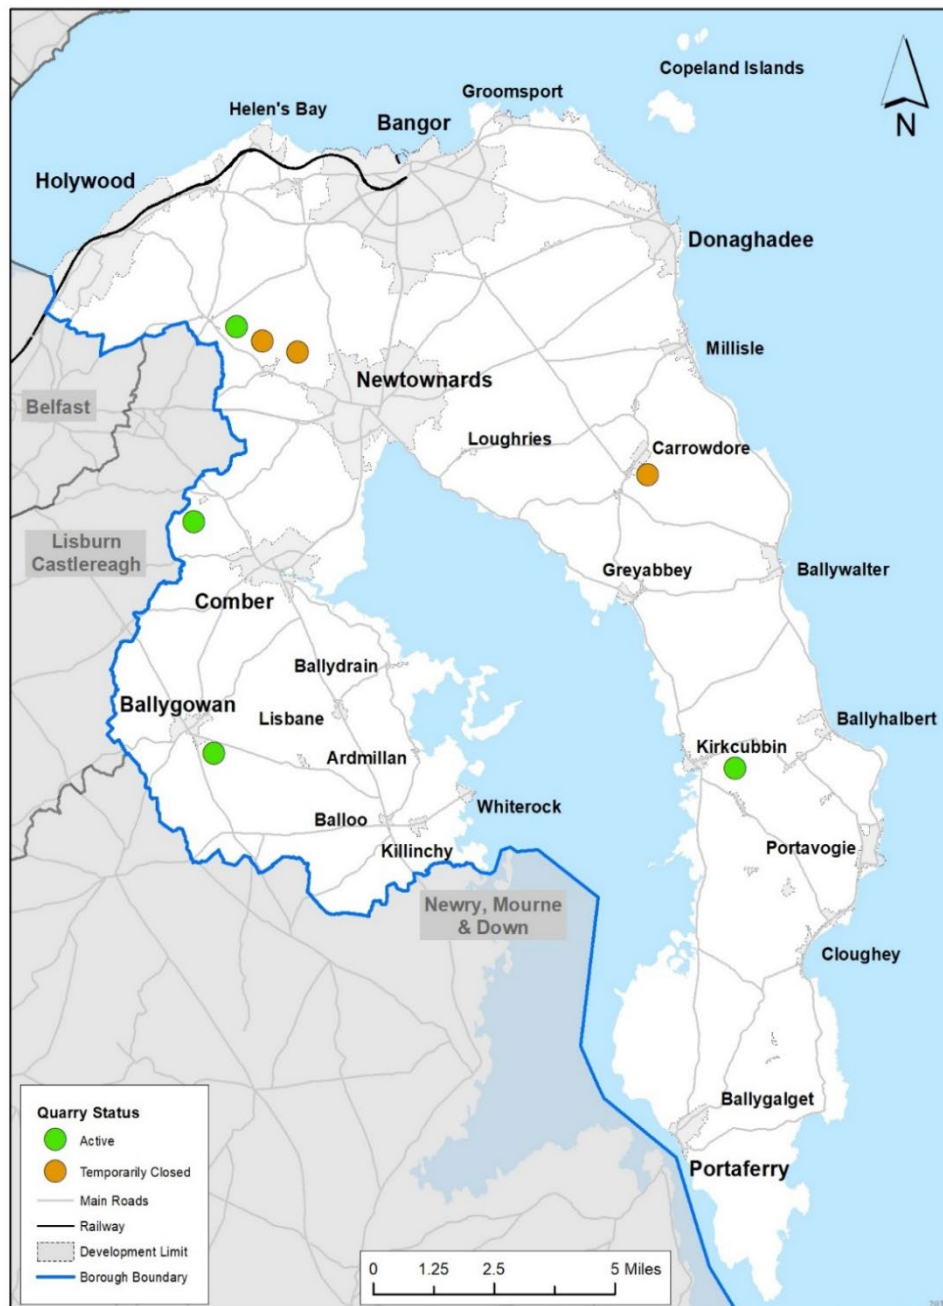 Copeland Islands
Groomsport
Helen's Bay
Bangor
N
Holywood
Donaghadee
Millisle
Newtownards
Belfast
Loughries
Carrowdore
Lisburn
Castlereagh
Greyabbey
Ballywalter
Comber
Ballydrain
Ballygowan
Lisbane
Ballyhalbert
Kirkcubbin
Ardmillan
Whiterock
Balloo
Killinchy
Portavogie
Newry, Mourne
& Down
Cloughey
Ballygalget
Portaferry
Quarry Status
Active
Temporarily Closed
Main Roads
Railway
Development Limit
Borough Boundary
0 1.25 2.5 5 Miles